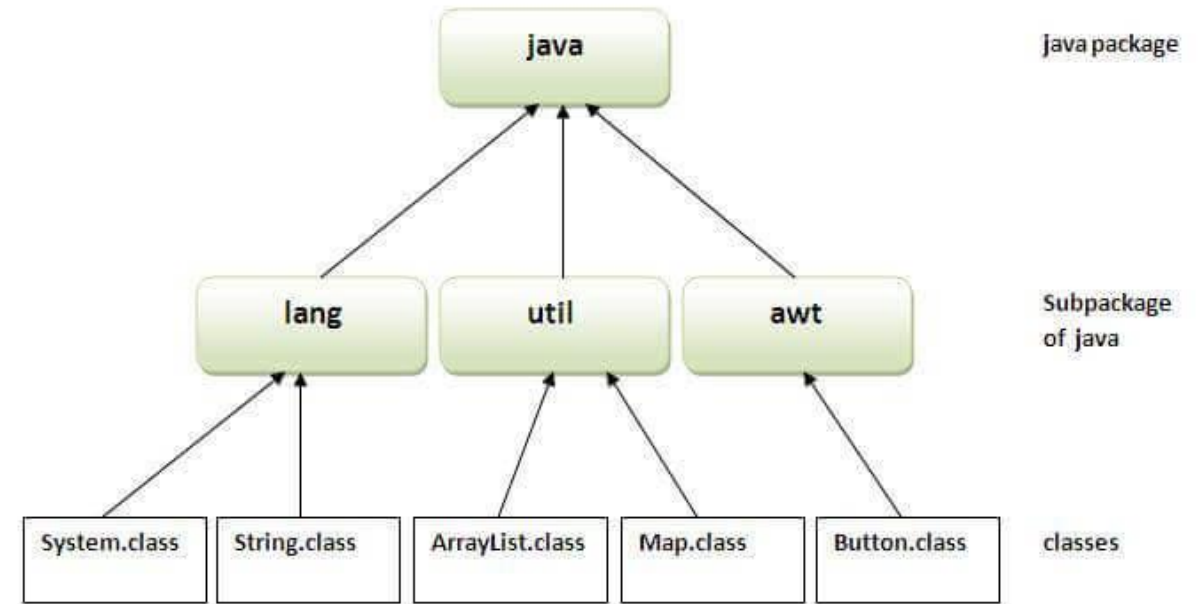 java
java package
lang
util
awt
Subpackage
of java
System.class
String.class
ArrayList.class
Map.class
Button.class
classes